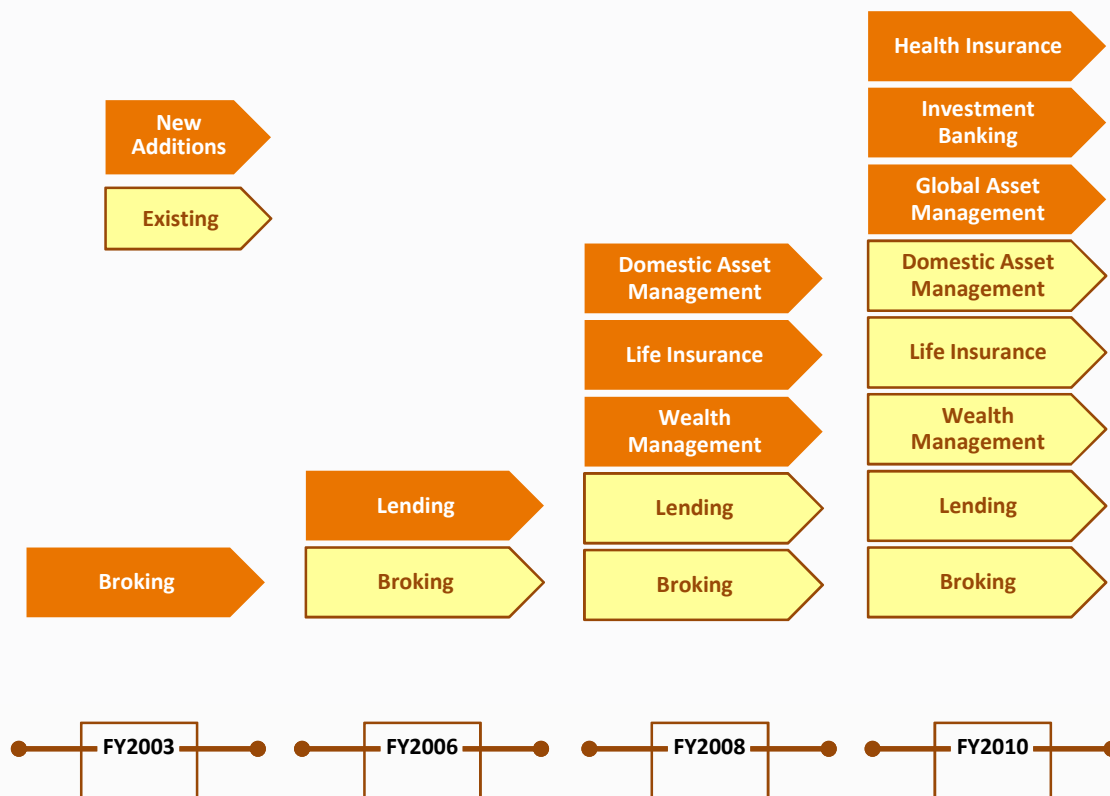 Health Insurance
Investment
Banking
Global Asset
Management
New
Additions
Existing
Domestic Asset
Management
Life Insurance
Wealth
Management
Lending
Broking
Domestic Asset
Management
Life Insurance
Wealth
Management
Lending
Broking
Lending
Broking
Broking
FY2003
FY2006
FY2008
FY2010